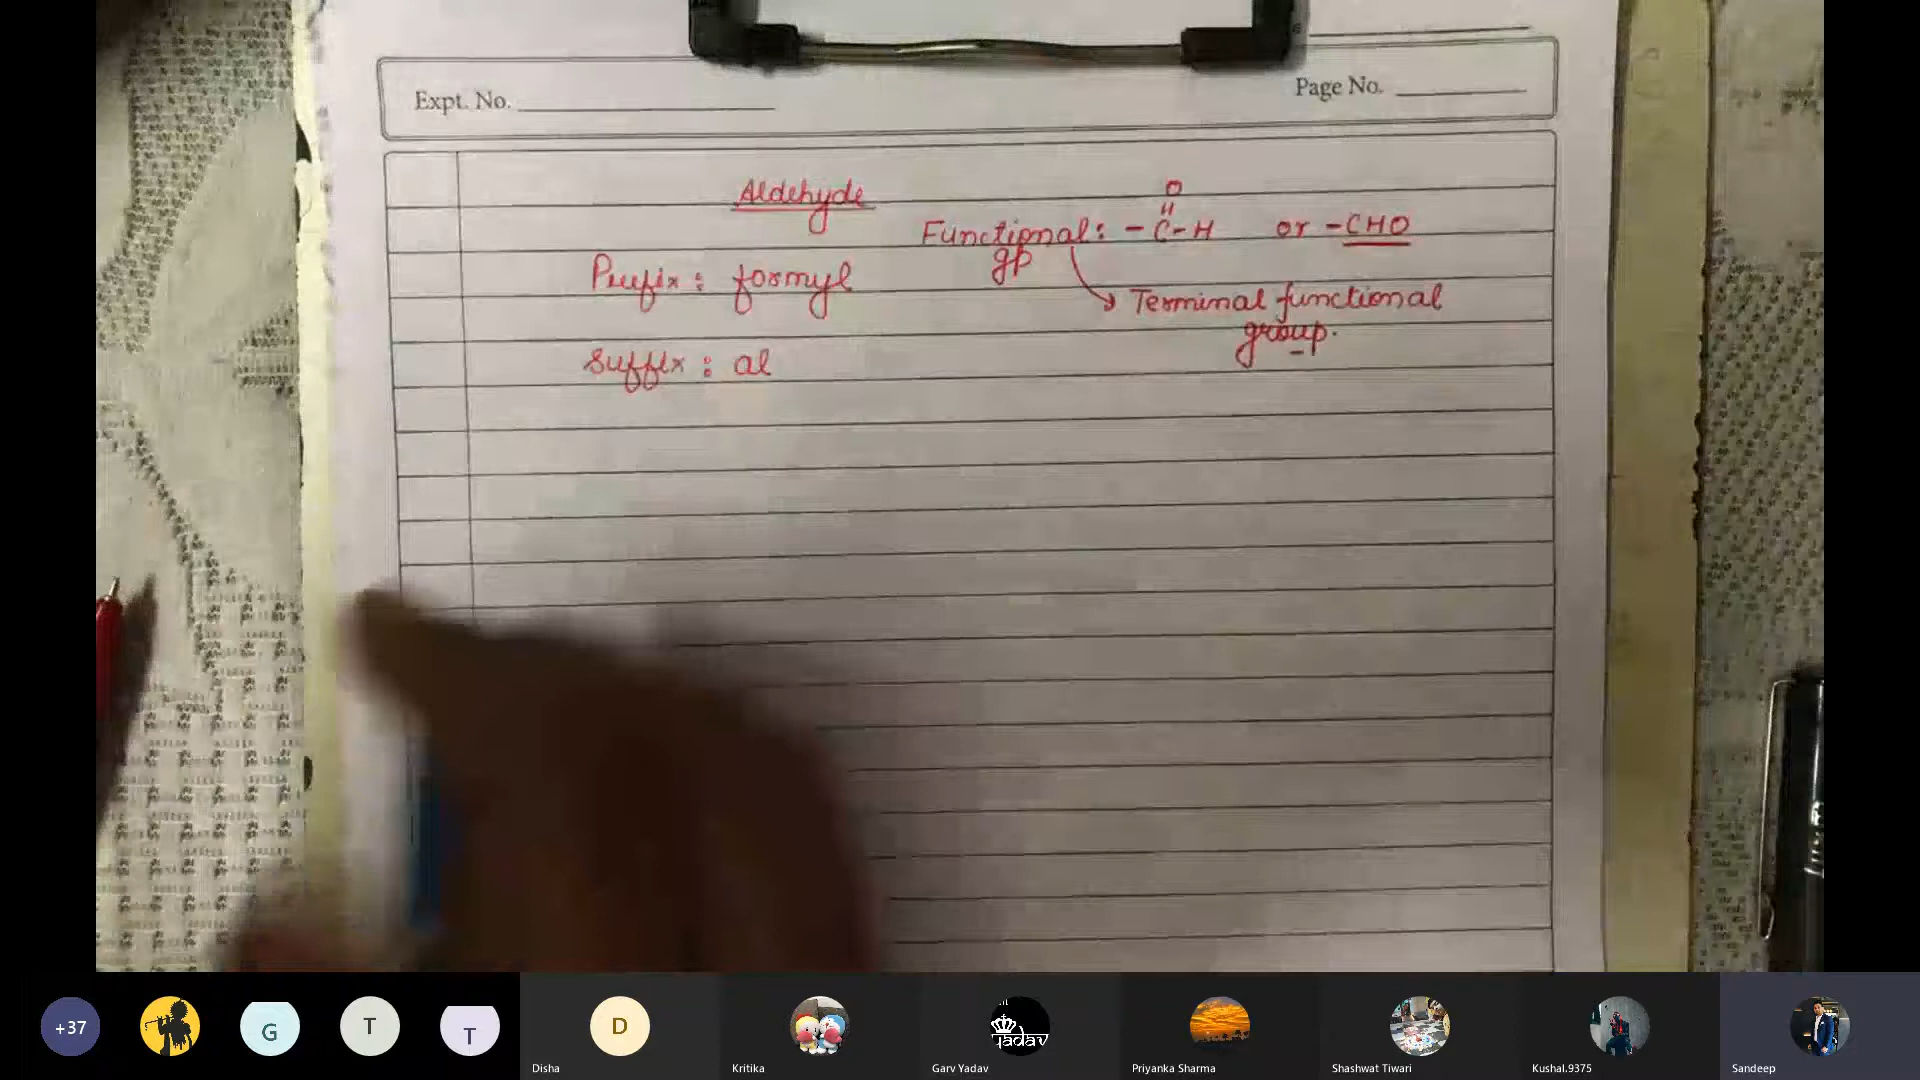 Expt. No.
Page No.
Aldehyde
O
Functional: - C - H or - CHO
gp
Prefix : formyl
Terminal functional
group.
Suffix : al
+37
G
T
T
D
yadav
Disha
Kritika
Garv Yadav
Priyanka Sharma
Shashwat Tiwari
Kushal.9375
Sandeep